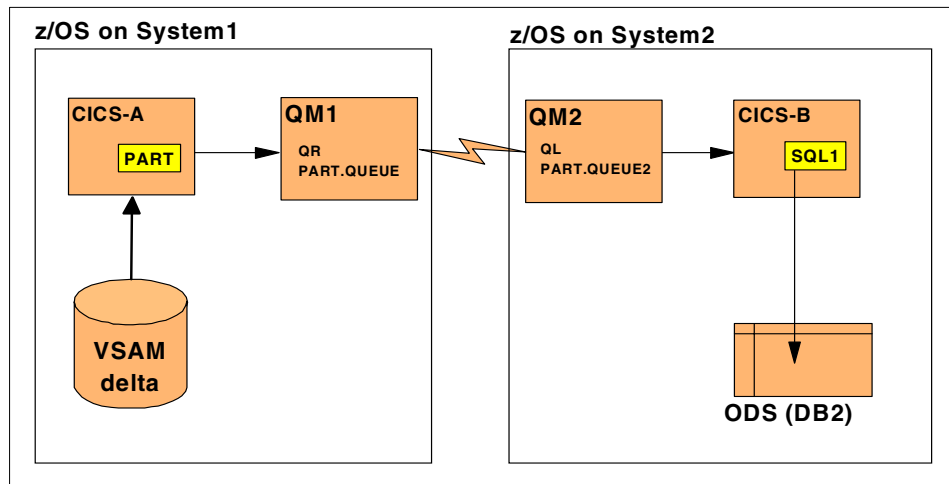 z/OS on System1
CICS-A
PART
QM1
QR
PART.QUEUE
VSAM
delta
z/OS on System2
QM2
QL
PART.QUEUE2
CICS-B
SQL1
ODS (DB2)